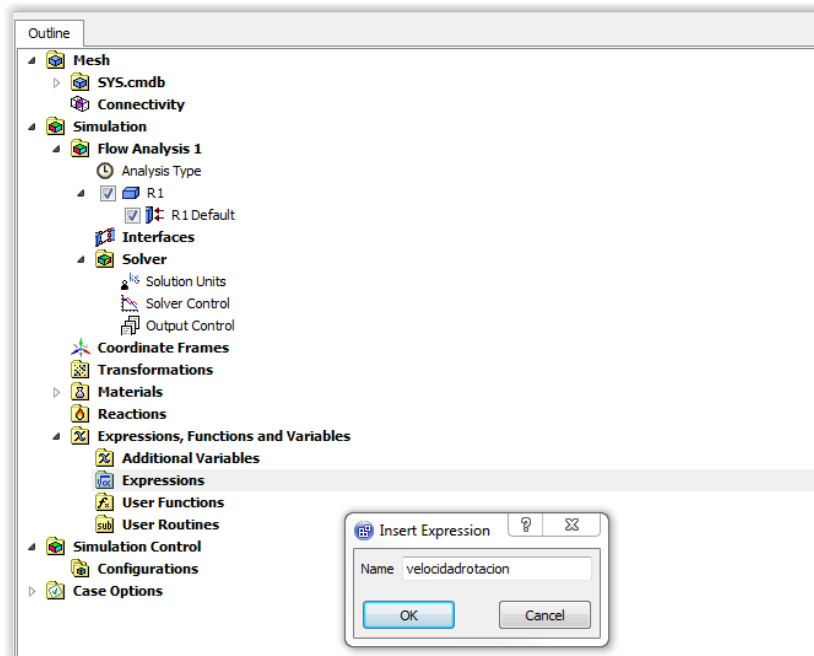 Outline
Mesh
SYS.cmdb
Connectivity
Simulation
Flow Analysis 1
Analysis Type
R1
R1 Default
Interfaces
Solver
Solution Units
Solver Control
Output Control
Coordinate Frames
Transformations
Materials
Reactions
Expressions, Functions and Variables
Additional Variables
Expressions
User Functions
User Routines
Simulation Control
Configurations
Case Options
Insert Expression
Name velocidadrotacion
OK Cancel